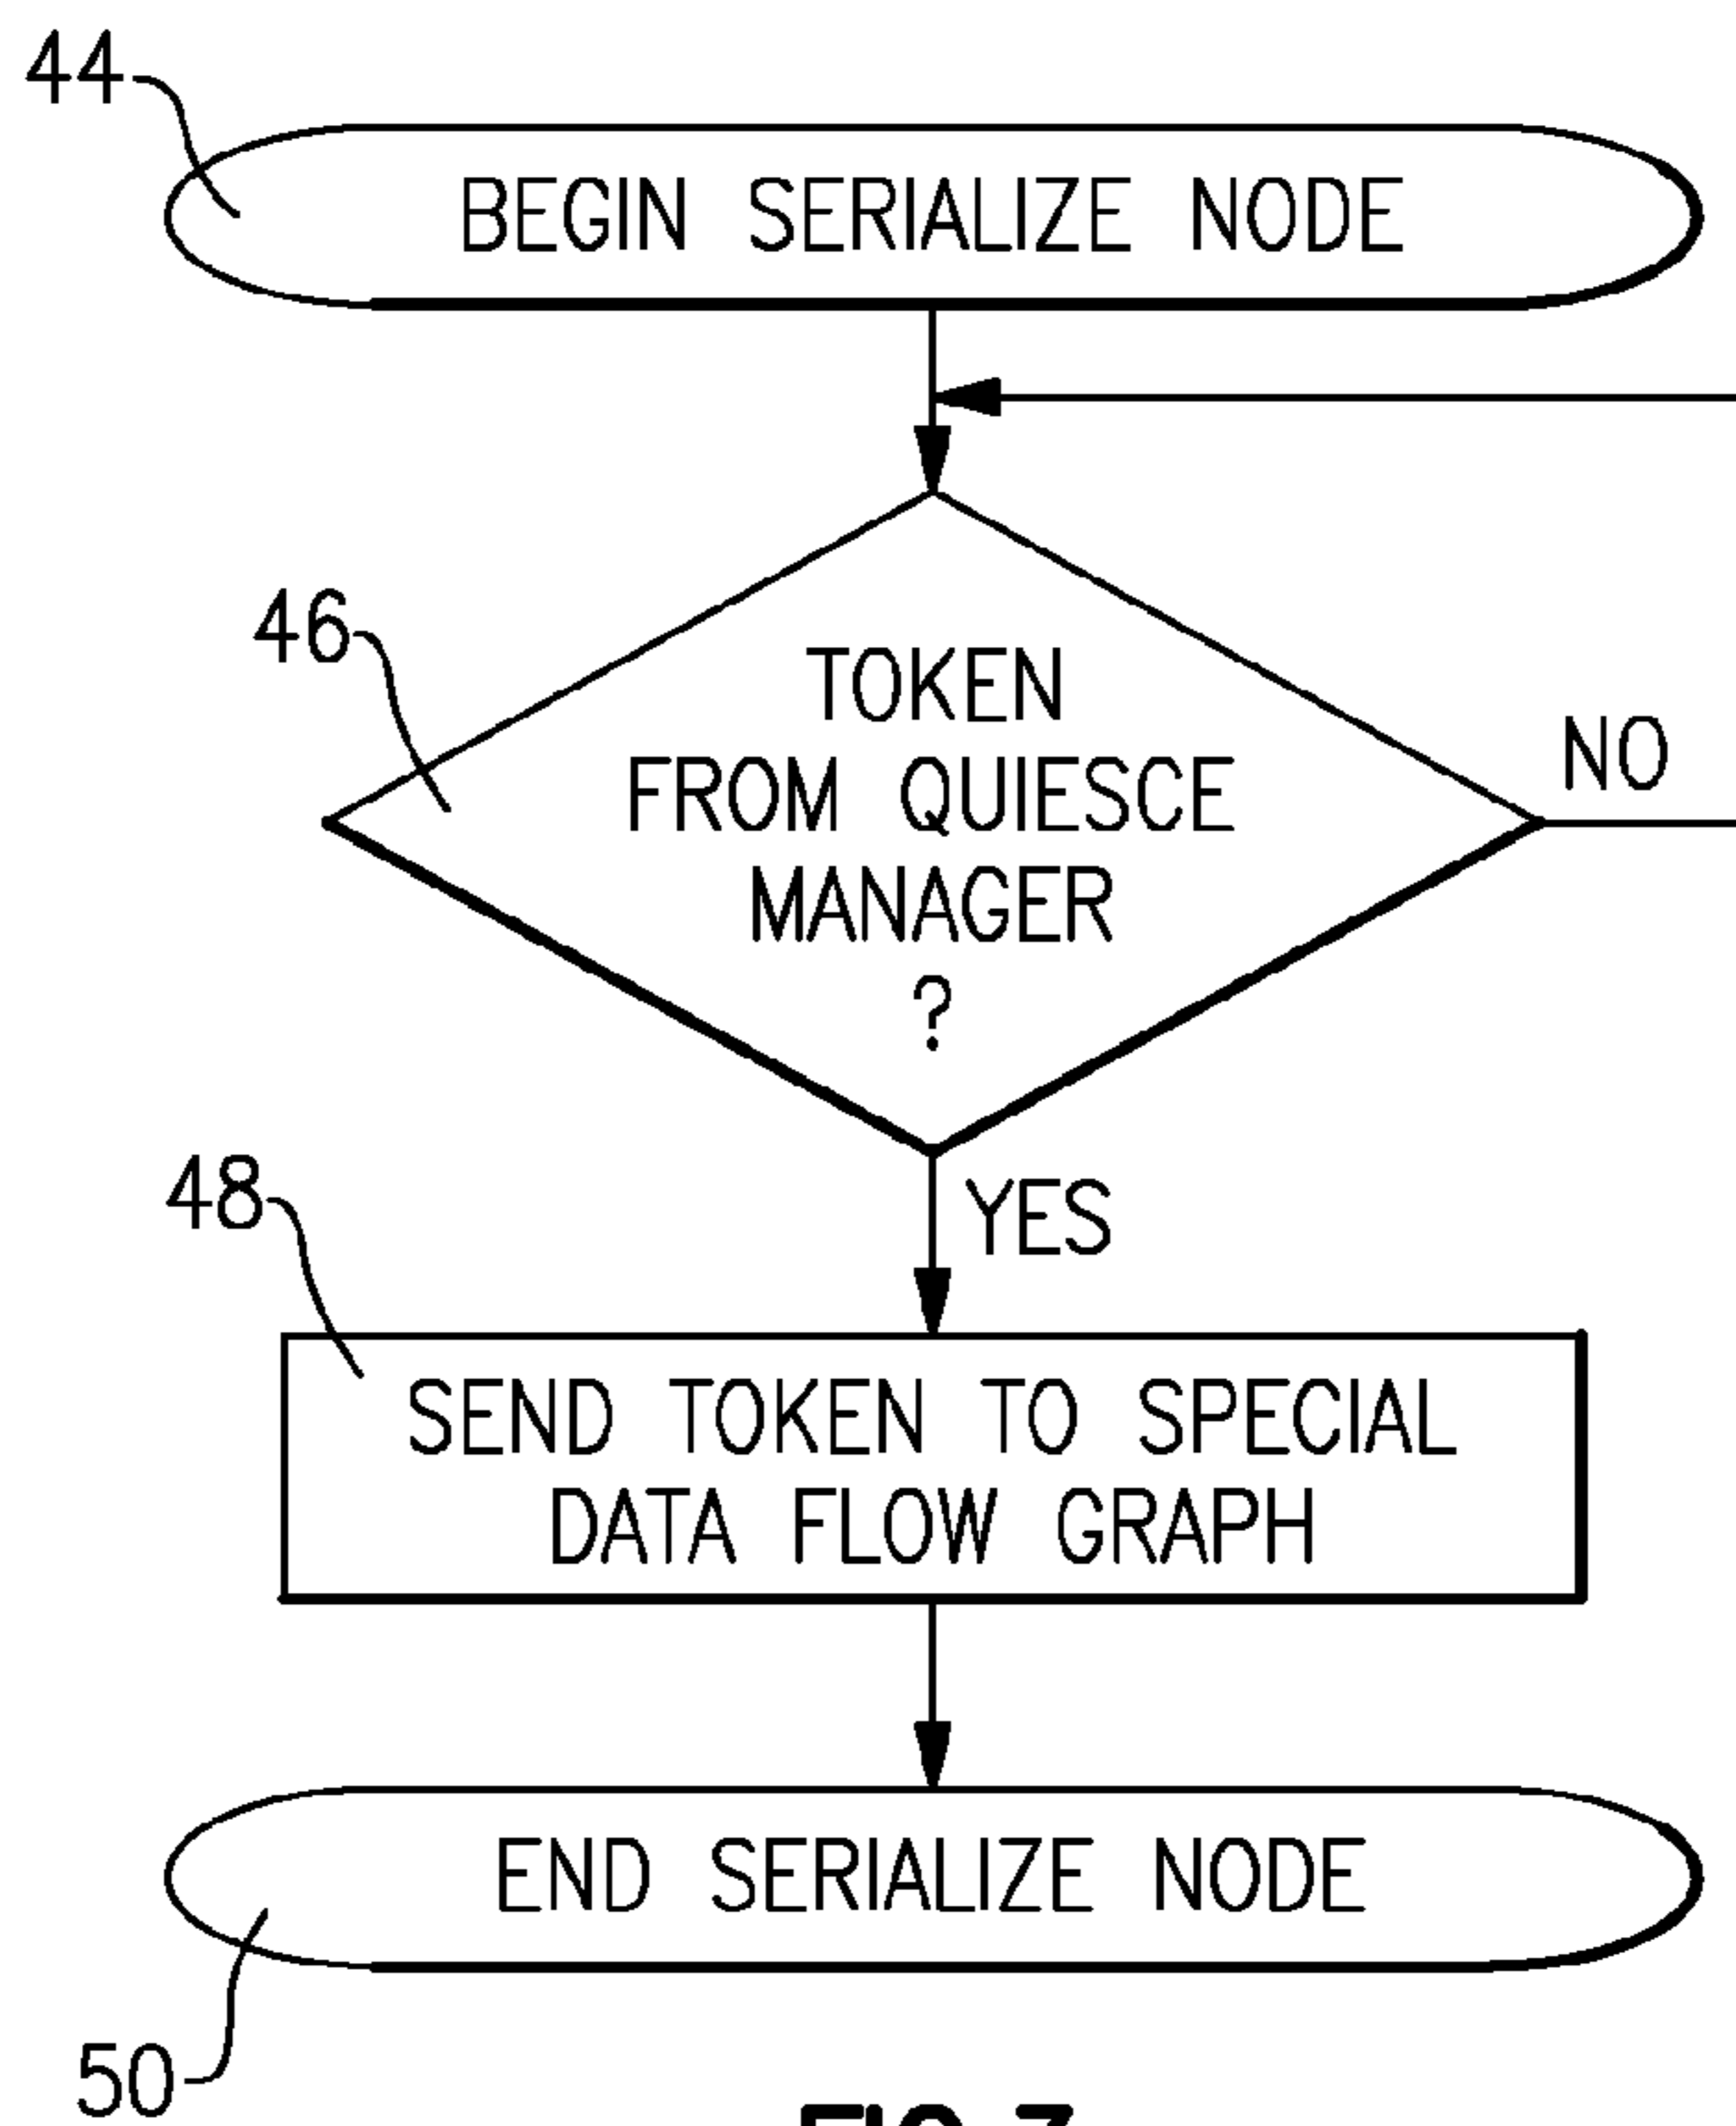 44
BEGIN SERIALIZE NODE
46
TOKEN
FROM QUIESCE
MANAGER
?
NO
YES
48
SEND TOKEN TO SPECIAL
DATA FLOW GRAPH
END SERIALIZE NODE
50